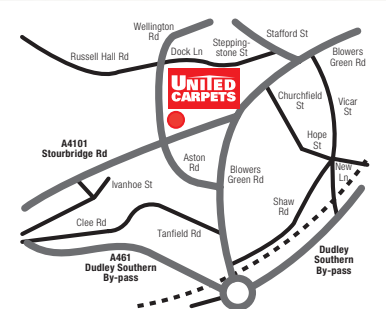 Wellington
Rd
Stafford St
Russell Hall Rd
Dock Ln
Stepping-
stone St
Blowers
Green Rd
UNITED
CARPETS
Churchfield
St
Vicar
St
A4101
Stourbridge Rd
Hope
St
Aston
Rd
Blowers
Green Rd
New
Ln
Ivanhoe St
Shaw
Rd
Clee Rd
Tanfield Rd
A461
Dudley Southern
By-pass
Dudley
Southern
By-pass